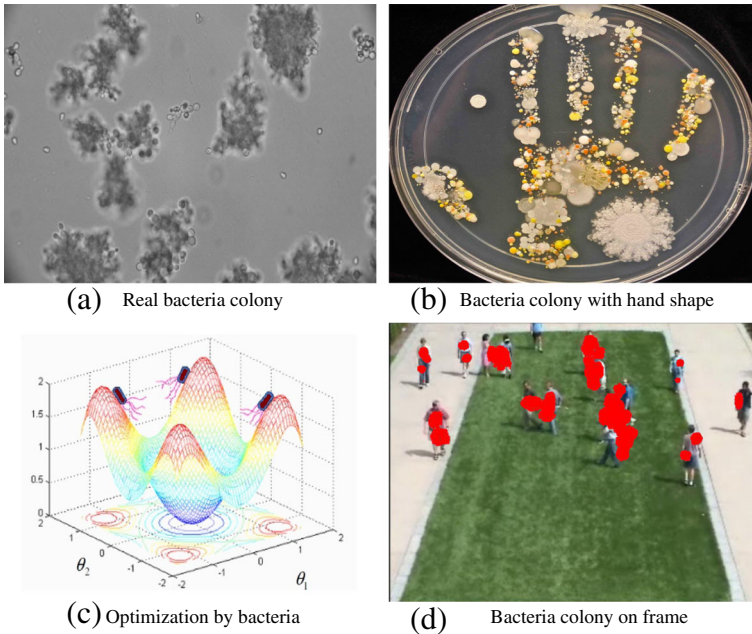 (a) Real bacteria colony
(b) Bacteria colony with hand shape
2
1.5
1
0.5
0
2
1
0
-1
-2
θ2
-2
-1
0
1
2
θ1
(c) Optimization by bacteria
(d) Bacteria colony on frame